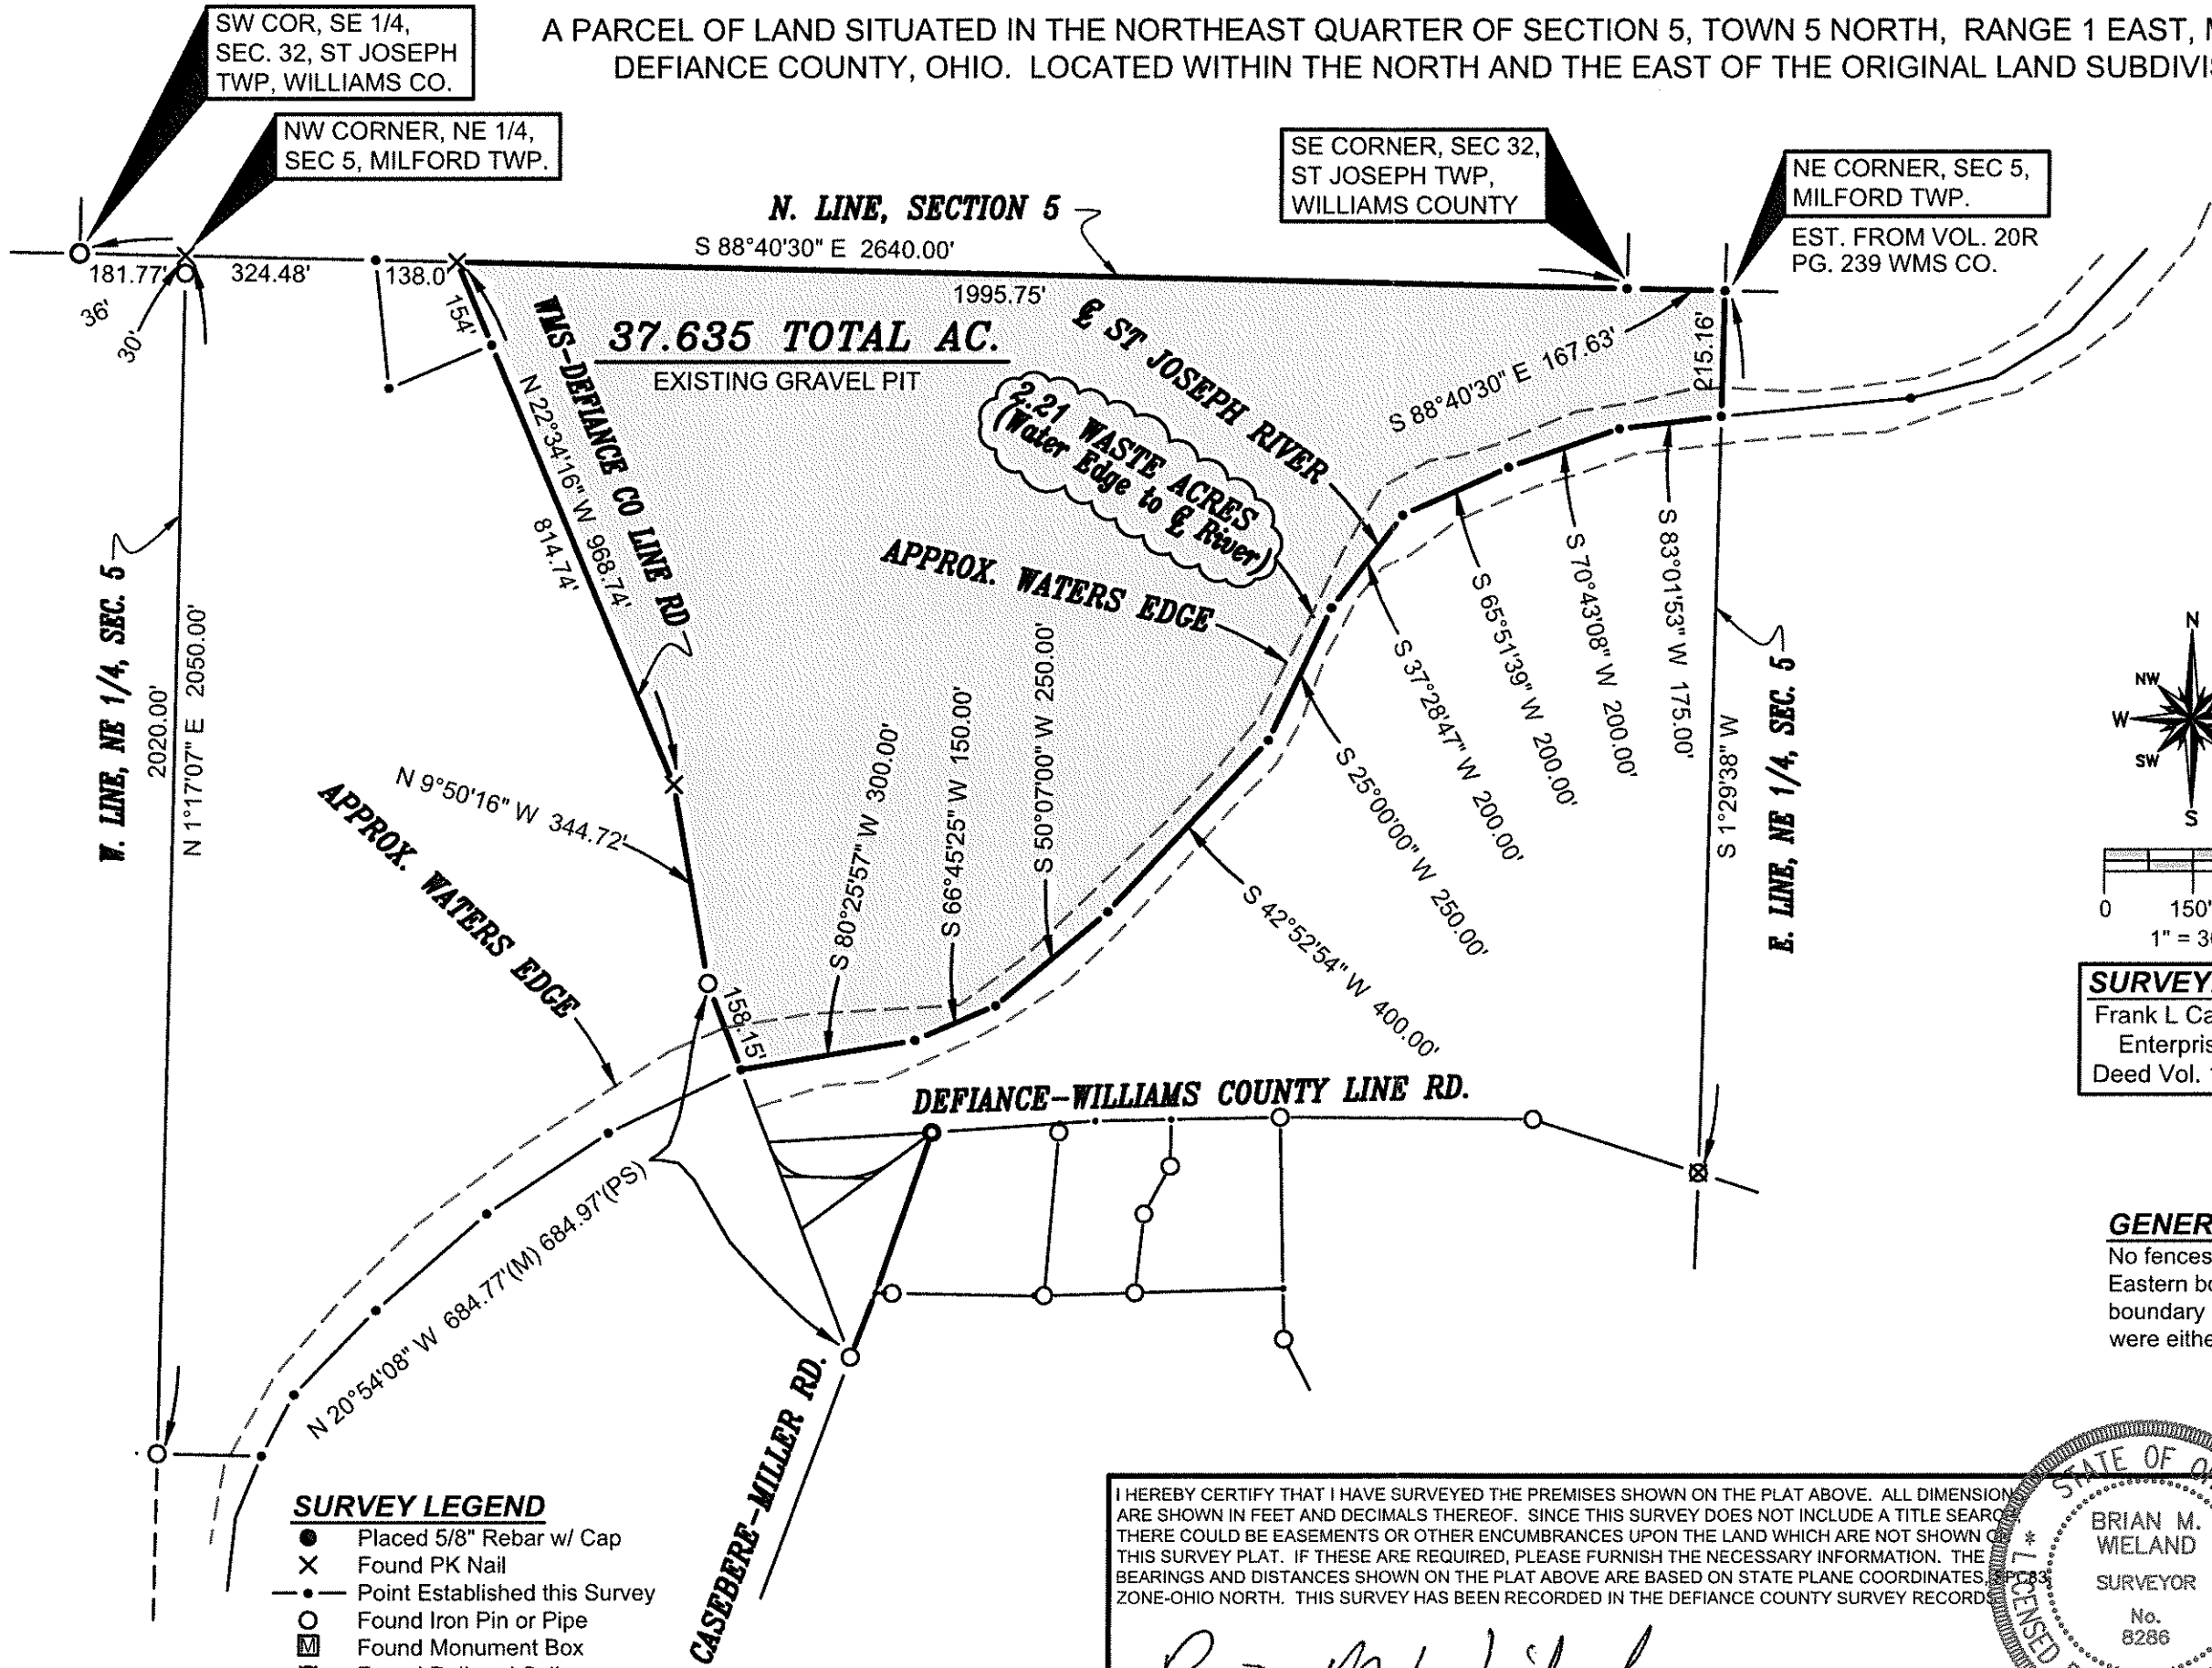 A PARCEL OF LAND SITUATED IN THE NORTHEAST QUARTER OF SECTION 5, TOWN 5 NORTH, RANGE 1 EAST,
DEFIANCE COUNTY, OHIO. LOCATED WITHIN THE NORTH AND THE EAST OF THE ORIGINAL LAND
SW COR, SE 1/4,
SEC. 32, ST JOSEPH
TWP, WILLIAMS CO.
NW CORNER, NE 1/4,
SEC 5, MILFORD TWP.
SE CORNER, SEC 32,
ST JOSEPH TWP,
WILLIAMS COUNTY
NE CORNER, SEC 5,
MILFORD TWP.
EST. FROM VOL. 20R
PG. 239 WMS CO.
N. LINE, SECTION 5
S 88°40'30" E 2640.00'
181.77'
324.48'
138.0'
1995.75'
36'
30'
154'
37.635 TOTAL AC.
EXISTING GRAVEL PIT
WMS-DEFIANCE CO LINE RD
N 22°34'16" W 968.74'
814.74'
℄ ST JOSEPH RIVER
2.21 WASTE ACRES
(Water Edge to ℄ River)
S 88°40'30" E 167.63'
215.16'
APPROX. WATERS EDGE
W. LINE, NE 1/4, SEC. 5
2020.00'
N 1°17'07" E 2050.00'
N 9°50'16" W 344.72'
APPROX. WATERS EDGE
S 80°25'57" W 300.00'
S 66°45'25" W 150.00'
S 50°07'00" W 250.00'
S 42°52'54" W 400.00'
S 25°00'00" W 250.00'
S 37°28'47" W 200.00'
S 65°51'39" W 200.00'
S 70°43'08" W 200.00'
S 83°01'53" W 175.00'
S 1°29'38" W
E. LINE, NE 1/4, SEC. 5
N
NW
W
SW
S
0 150'
1" =
Frank L
Deed Vol.
158.15'
DEFIANCE-WILLIAMS COUNTY LINE RD.
N 20°54'08" W 684.77'(M) 684.97'(PS)
CASEBERE-MILLER RD.
No fences
Eastern
boundary
were
SURVEY LEGEND
Placed 5/8" Rebar w/ Cap
Found PK Nail
Point Established this Survey
Found Iron Pin or Pipe
M Found Monument Box
I HEREBY CERTIFY THAT I HAVE SURVEYED THE PREMISES SHOWN ON THE PLAT ABOVE. ALL DIMENSION
ARE SHOWN IN FEET AND DECIMALS THEREOF. SINCE THIS SURVEY DOES NOT INCLUDE A TITLE
THERE COULD BE EASEMENTS OR OTHER ENCUMBRANCES UPON THE LAND WHICH ARE NOT SHOWN
THIS SURVEY PLAT. IF THESE ARE REQUIRED, PLEASE FURNISH THE NECESSARY INFORMATION. THE
BEARINGS AND DISTANCES SHOWN ON THE PLAT ABOVE ARE BASED ON STATE PLANE COORDINATES,
ZONE-OHIO NORTH. THIS SURVEY HAS BEEN RECORDED IN THE DEFIANCE COUNTY SURVEY
STATE OF
BRIAN M.
WIELAND
SURVEYOR
No.
8286